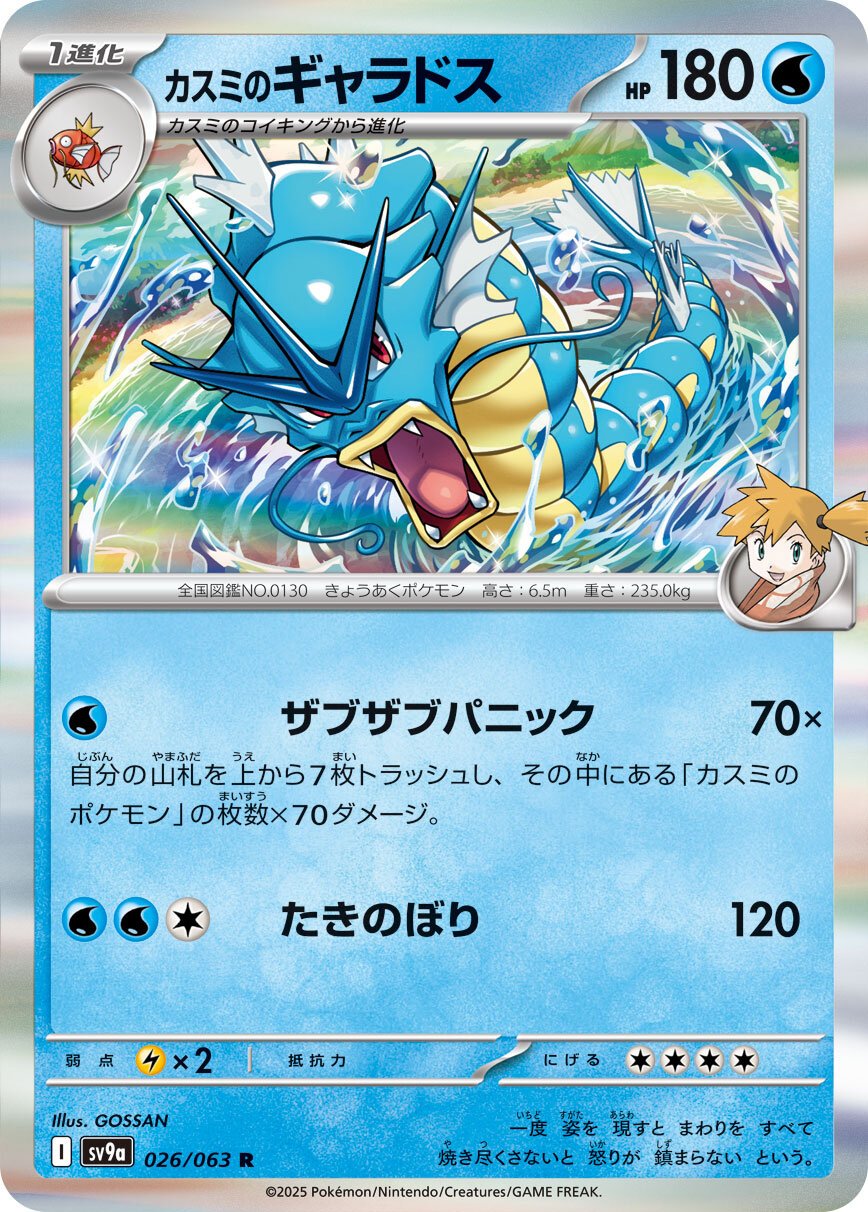 1進化
カスミのギャラドス
HP 180
カスミのコイキングから進化
全国図鑑NO.0130 きょうあくポケモン 高さ：6.5m 重さ：235.0kg
ザブザブパニック 70×
自分の山札を上から7枚トラッシュし、その中にある「カスミの
ポケモン」の枚数×70ダメージ。
たきのぼり 120
弱点 ×2 抵抗力 にげる
Illus. GOSSAN
一度 姿を 現すと まわりを すべて
焼き尽くさないと 怒りが 鎮まらない という。
I sv9a 026/063 R
©2025 Pokémon/Nintendo/Creatures/GAME FREAK.